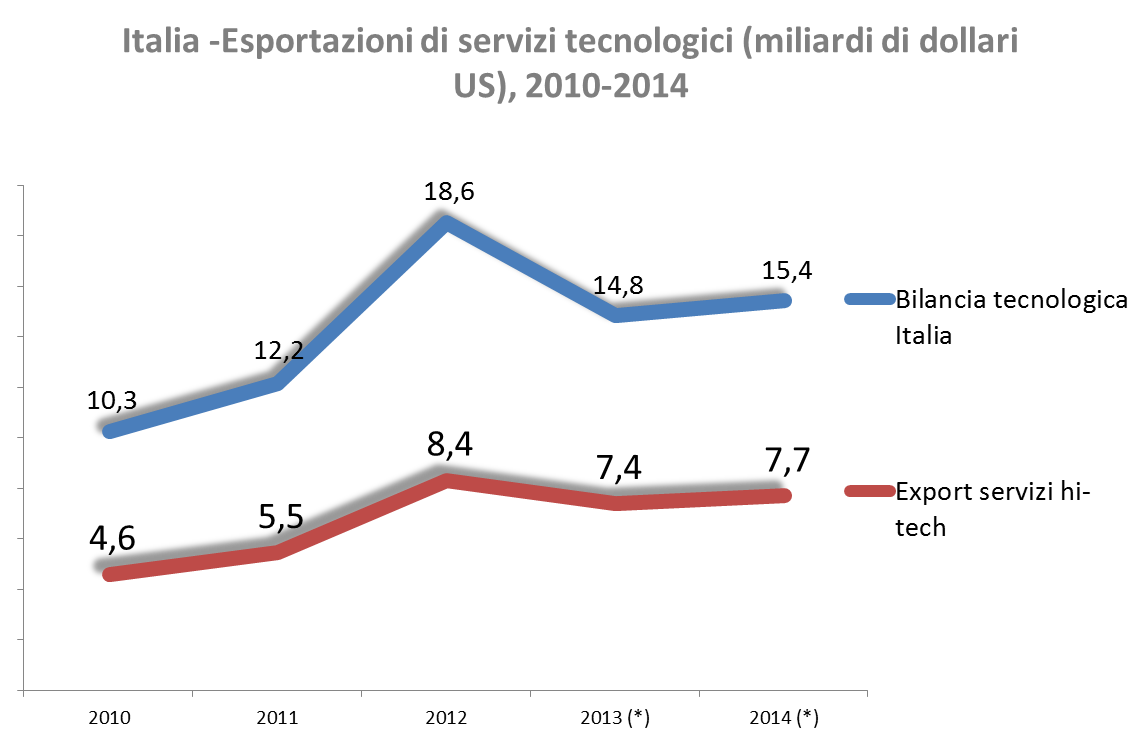 Italia -Esportazioni di servizi tecnologici (miliardi di dollari
US), 2010-2014
18,6
14,8
15,4
12,2
10,3
8,4
7,4
7,7
5,5
4,6
Bilancia tecnologica
Italia
Export servizi hi-
tech
2010
2011
2012
2013 (*)
2014 (*)